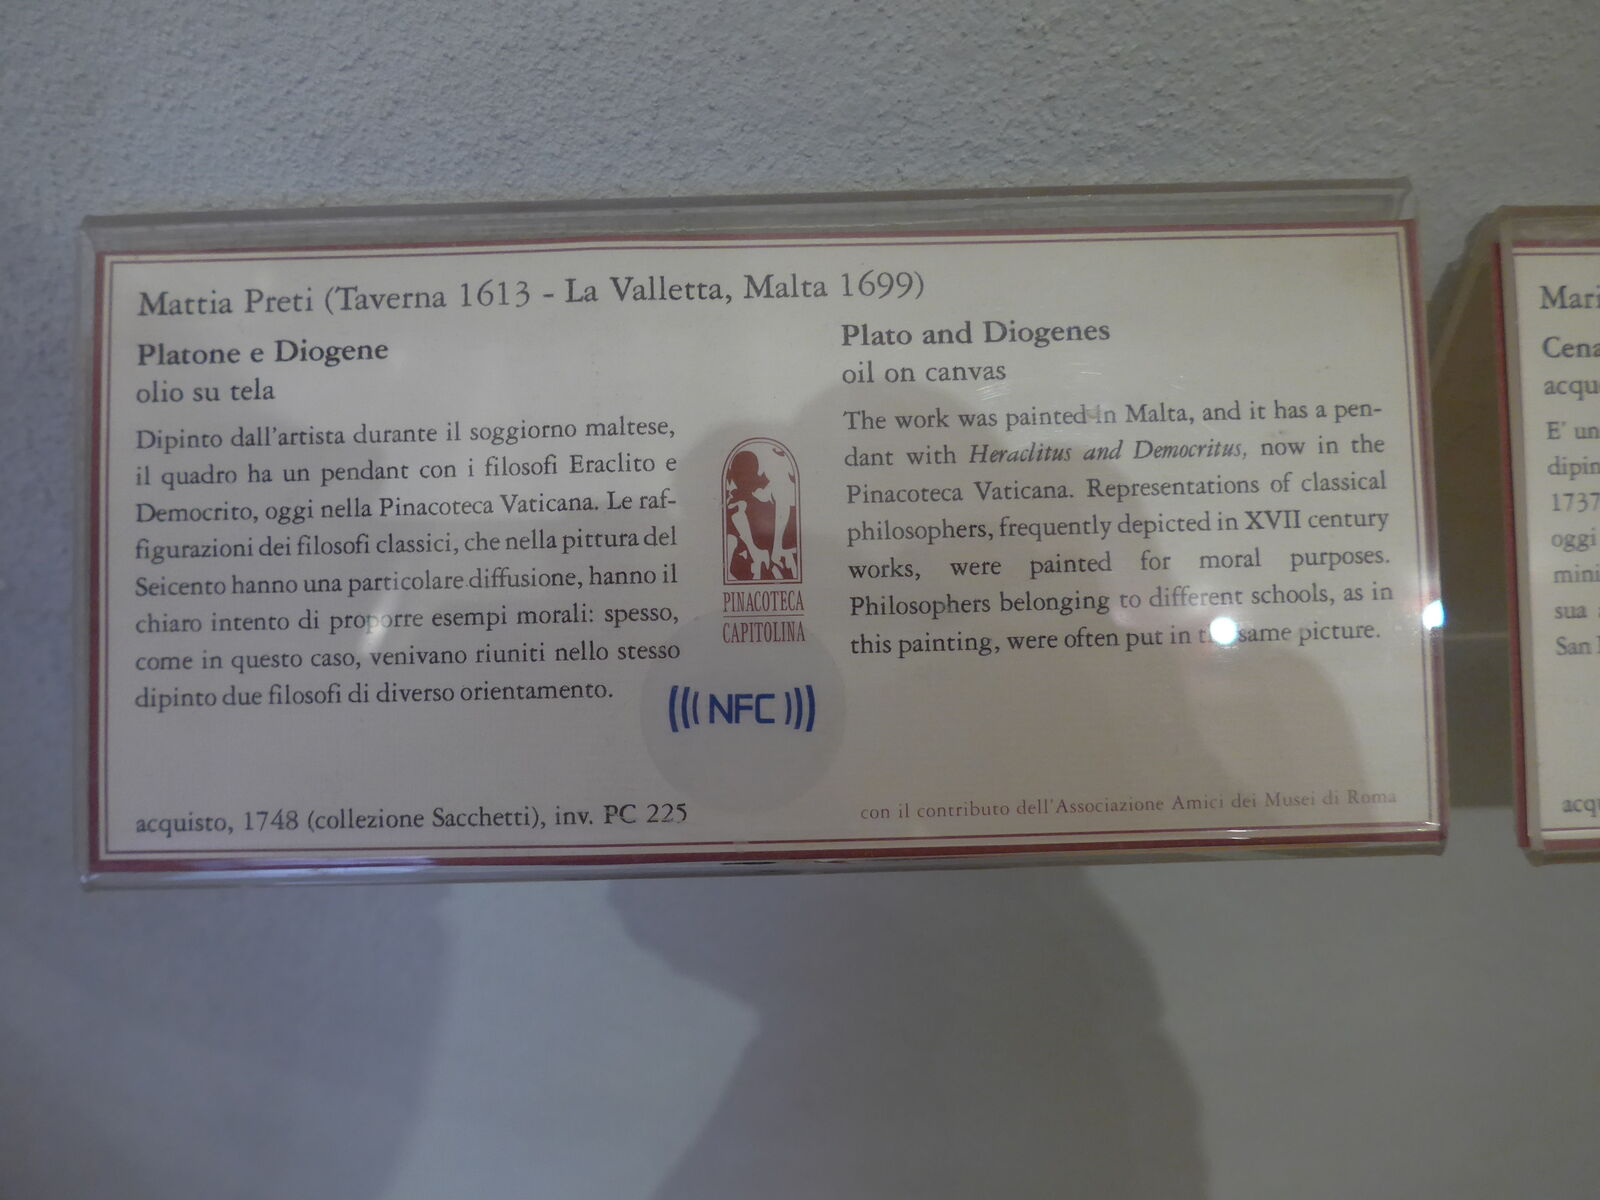 Mattia Preti (Taverna 1613 - La Valletta, Malta 1699)
Platone e Diogene
olio su tela
Dipinto dall'artista durante il soggiorno maltese,
il quadro ha un pendant con i filosofi Eraclito e
Democrito, oggi nella Pinacoteca Vaticana. Le raf-
figurazioni dei filosofi classici, che nella pittura del
Seicento hanno una particolare diffusione, hanno il
chiaro intento di proporre esempi morali: spesso,
come in questo caso, venivano riuniti nello stesso
dipinto due filosofi di diverso orientamento.
acquisto, 1748 (collezione Sacchetti), inv. PC 225
PINACOTECA
CAPITOLINA
(((NFC)))
Plato and Diogenes
oil on canvas
The work was painted in Malta, and it has a pen-
dant with Heraclitus and Democritus, now in the
Pinacoteca Vaticana. Representations of classical
philosophers, frequently depicted in XVII century
works, were painted for moral purposes.
Philosophers belonging to different schools, as in
this painting, were often put in same picture.
con il contributo dell'Associazione Amici dei Musei di Roma
Cena
E' un
1737
oggi
sua
San